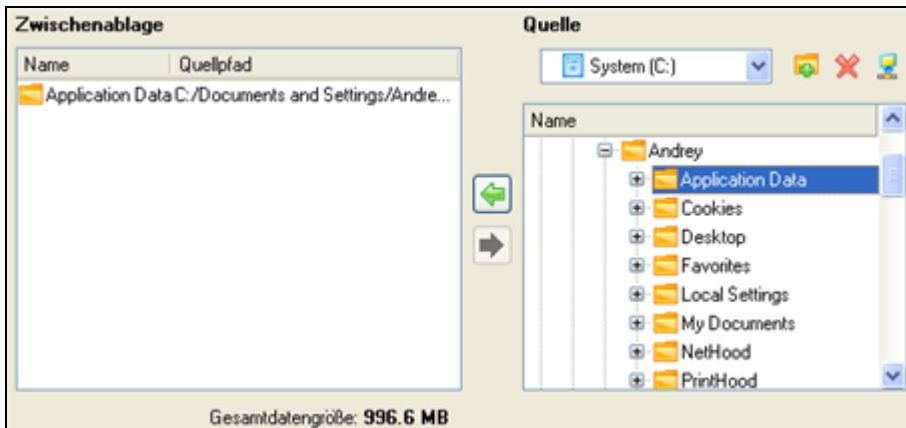 Zwischenablage
Name Quellpfad
Application Data C:/Documents and Settings/Andre...
Gesamtdatengröße: 996.6 MB
Quelle
System (C:)
Name
Andrey
Application Data
Cookies
Desktop
Favorites
Local Settings
My Documents
NetHood
PrintHood